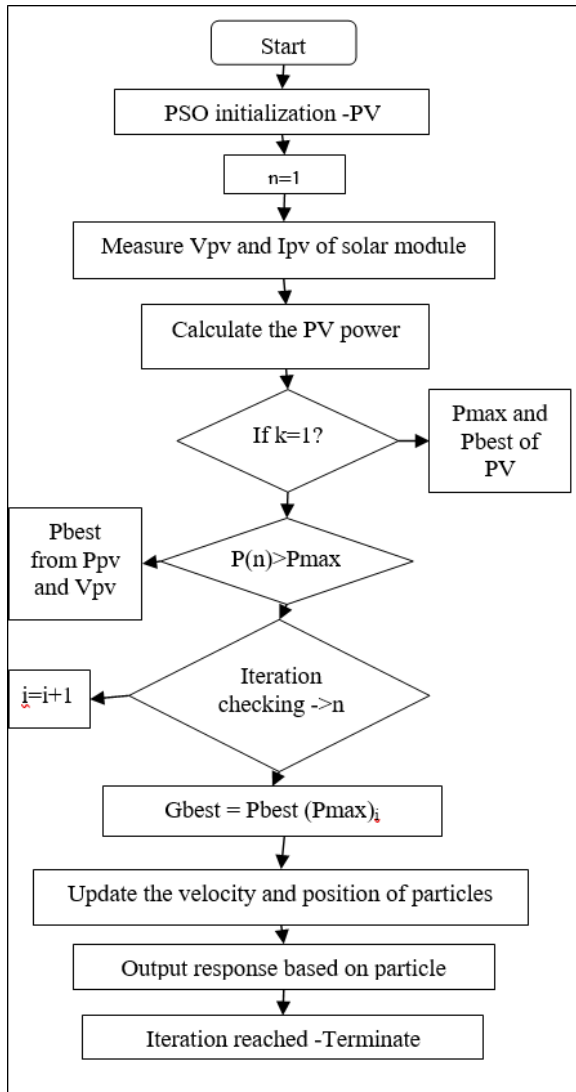 Start
PSO initialization -PV
n=1
Measure Vpv and Ipv of solar module
Calculate the PV power
If k=1?
Pmax and
Pbest of
PV
P(n)>Pmax
Pbest
from Ppv
and Vpv
Iteration
checking ->n
i=i+1
Gbest = Pbest (Pmax)i
Update the velocity and position of particles
Output response based on particle
Iteration reached -Terminate